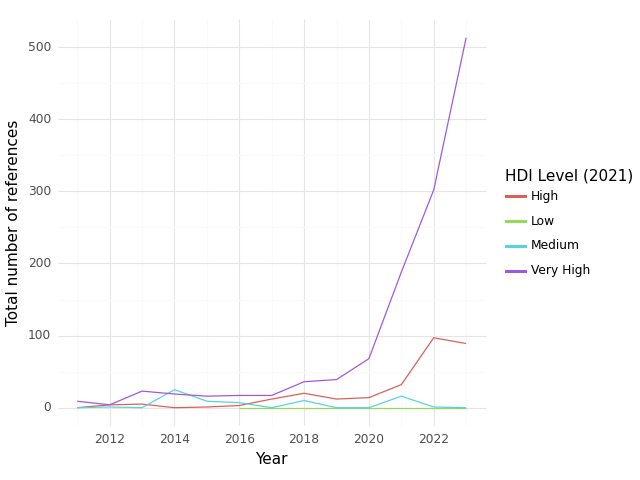 500
400
300
200
100
0
Total number of references
2012
2014
2016
2018
2020
2022
Year
HDI Level (2021)
High
Low
Medium
Very High